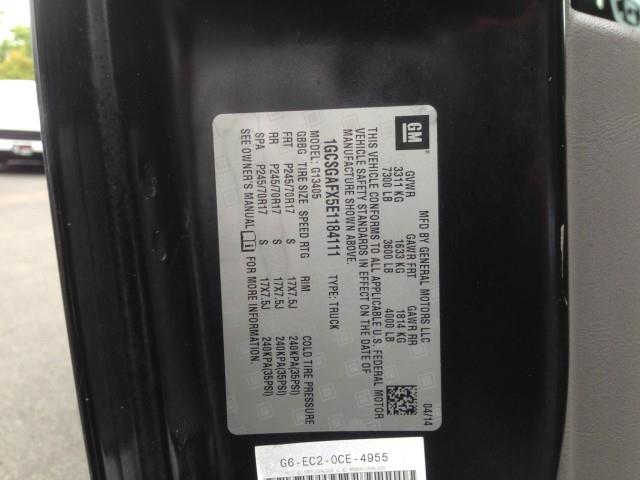 GM
MFD BY GENERAL MOTORS LLC
04/14
GVWR GAWR FRT GAWR RR
3311 KG 1633 KG 1814 KG
7300 LB 3600 LB 4000 LB
THIS VEHICLE CONFORMS TO ALL APPLICABLE U.S. FEDERAL MOTOR
VEHICLE SAFETY STANDARDS IN EFFECT ON THE DATE OF
MANUFACTURE SHOWN ABOVE.
1GCSGAFX5E1184111 TYPE: TRUCK
MODEL: G13405
GBBG TIRE SIZE SPEED RTG RIM COLD TIRE PRESSURE
FRT P245/70R17 S 17X7.5J 240KPA(35PSI)
RR P245/70R17 S 17X7.5J 240KPA(35PSI)
SPA P245/70R17 S 17X7.5J 240KPA(35PSI)
SEE OWNER'S MANUAL FOR MORE INFORMATION.
G6-EC2-0CE-4955